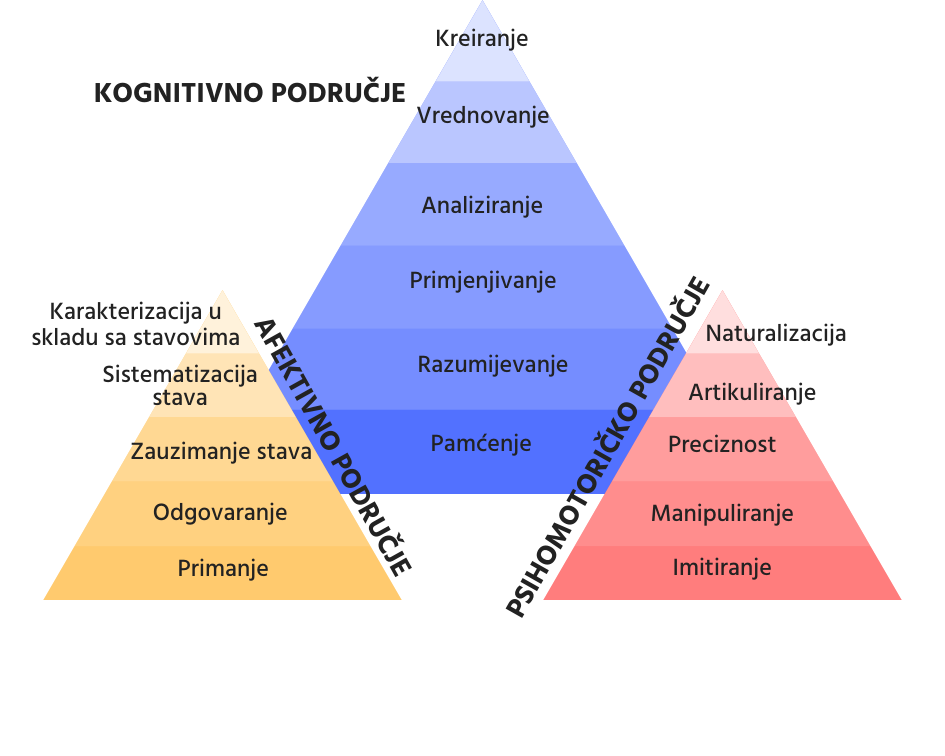 KOGNITIVNO PODRUČJE
Kreiranje
Vrednovanje
Analiziranje
Primjenjivanje
Razumijevanje
Pamćenje
AFEKTIVNO PODRUČJE
Karakterizacija u
skladu sa stavovima
Sistematizacija
stava
Zauzimanje stava
Odgovaranje
Primanje
PSIHOMOTORIČKO PODRUČJE
Naturalizacija
Artikuliranje
Preciznost
Manipuliranje
Imitiranje